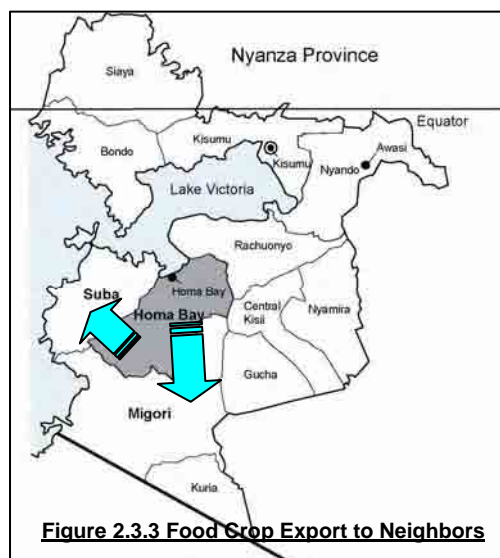 Nyanza Province
Siaya
Equator
Kisumu
Bondo
Kisumu
Awasi
Nyando
Lake Victoria
Rachuonyo
Homa Bay
Suba
Homa Bay
Central
Kisii
Nyamira
Gucha
Migori
Kuria
Figure 2.3.3 Food Crop Export to Neighbors